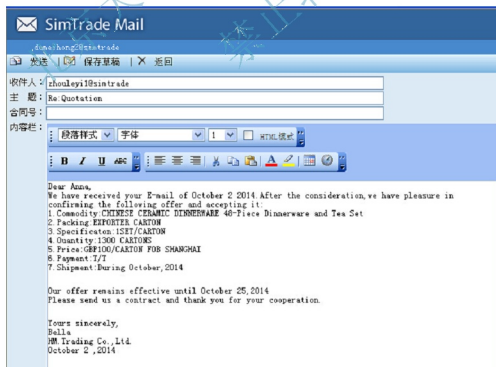 SimTrade Mail
发送 | 保存草稿 | 返回
收件人： zhouleyi1@simtrade
主 题： Re:Quotation
合同号：
内容栏：
段落样式 字体 1 HTML模式
B I U ABC
Dear Anna,
We have received your E-mail of October 2 2014.After the consideration,we have pleasure in
confirming the following offer and accepting it:
1.Commodity:CHINESE CERAMIC DINNERWARE 48-Piece Dinnerware and Tea Set
2.Packing:EXPORTER CARTON
3.Specificaton:1SET/CARTON
4.Quantity:1300 CARTONS
5.Price:GBP100/CARTON FOB SHANGHAI
6.Payment:T/T
7.Shipment:During October,2014
Our offer remains effective until October 25,2014
Please send us a contract and thank you for your cooperation.
Yours sincerely,
Bella
HM.Trading Co.,Ltd.
October 2 ,2014